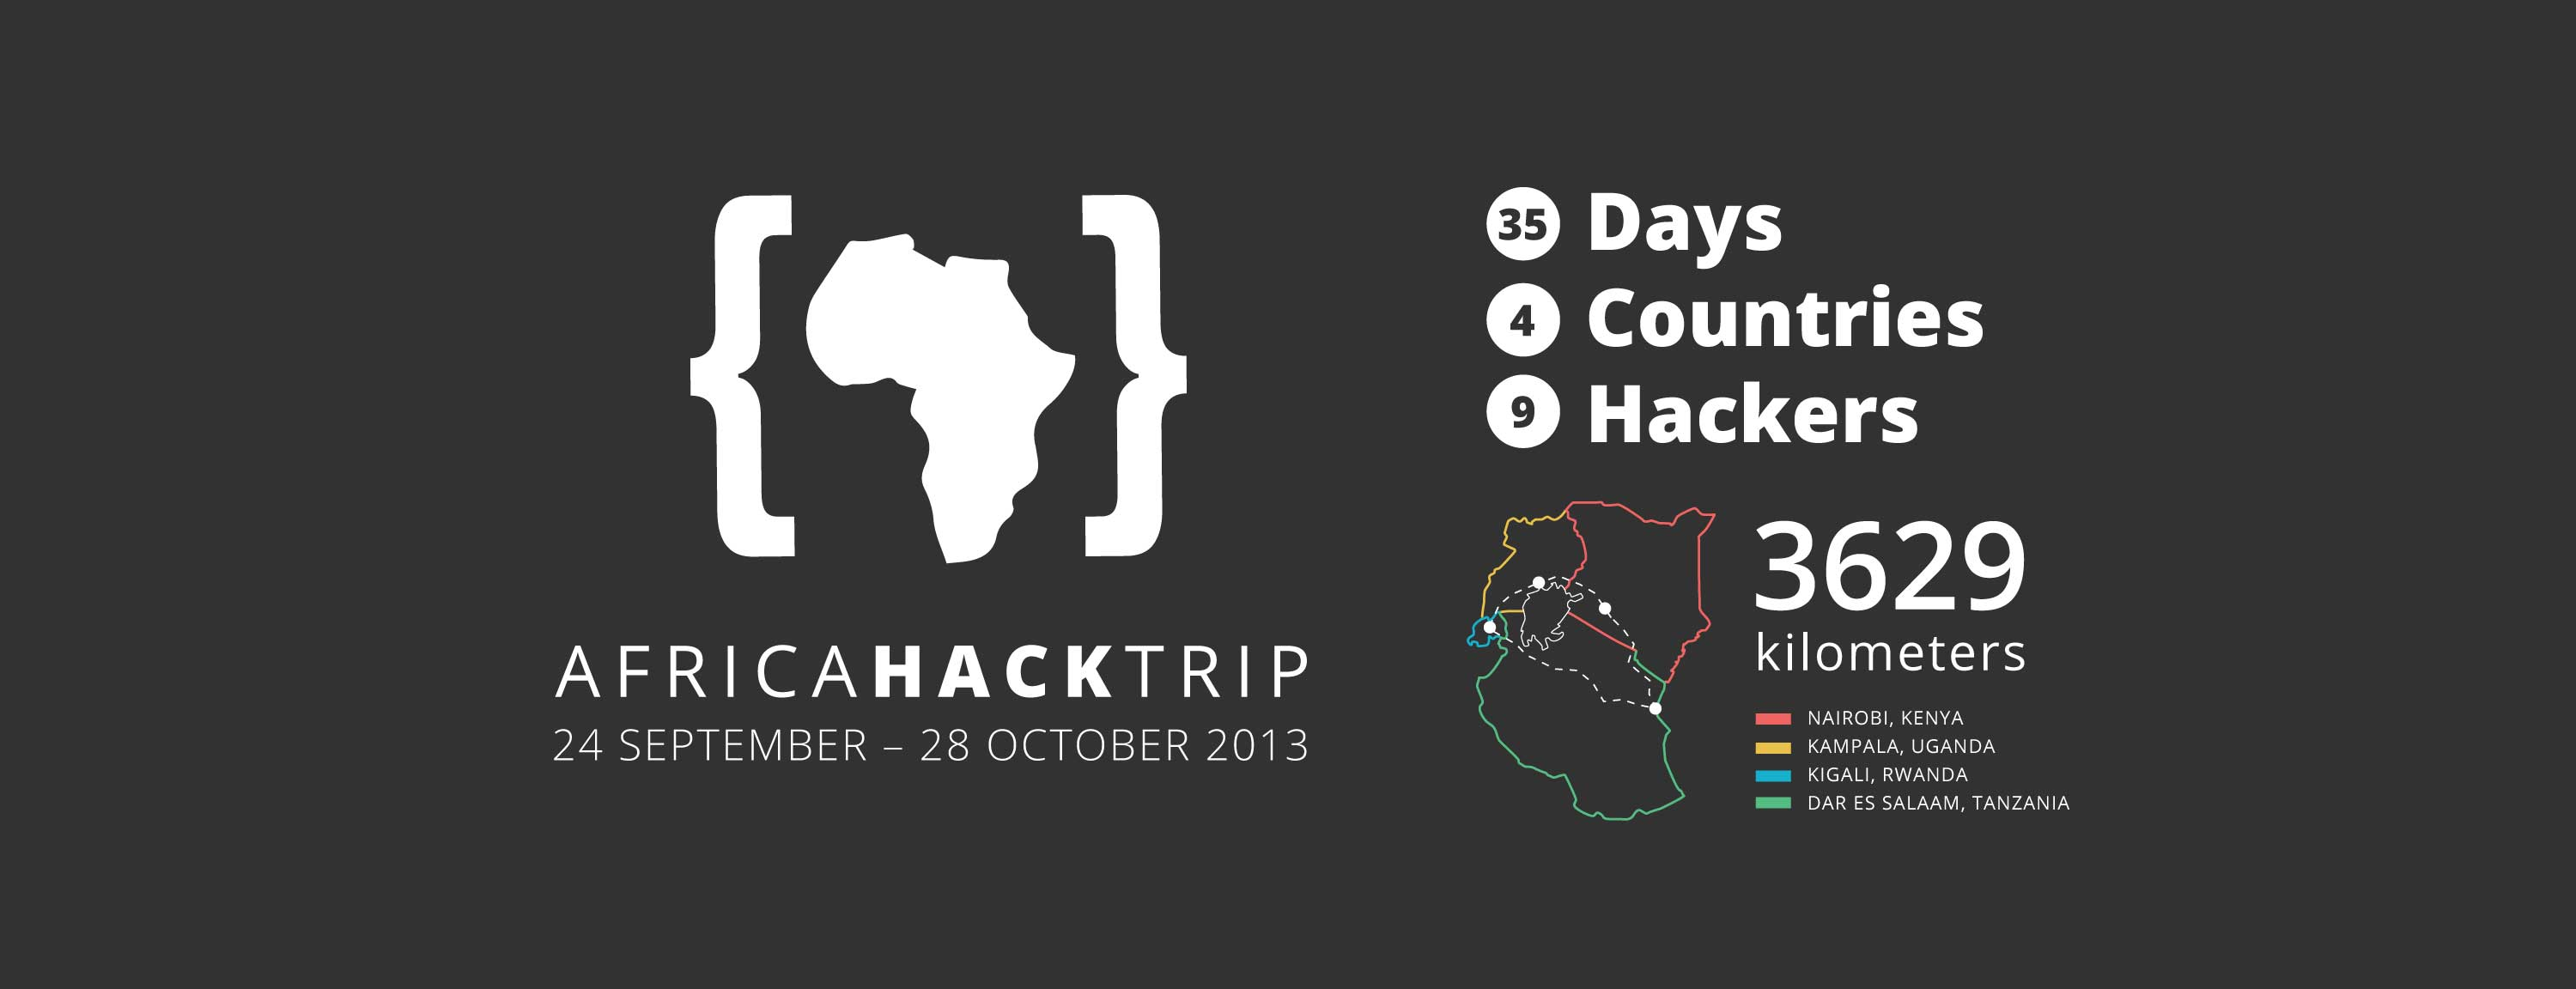 AFRICAHACKTRIP
24 SEPTEMBER – 28 OCTOBER 2013
35 Days
4 Countries
9 Hackers
3629
kilometers
NAIROBI, KENYA
KAMPALA, UGANDA
KIGALI, RWANDA
DAR ES SALAAM, TANZANIA